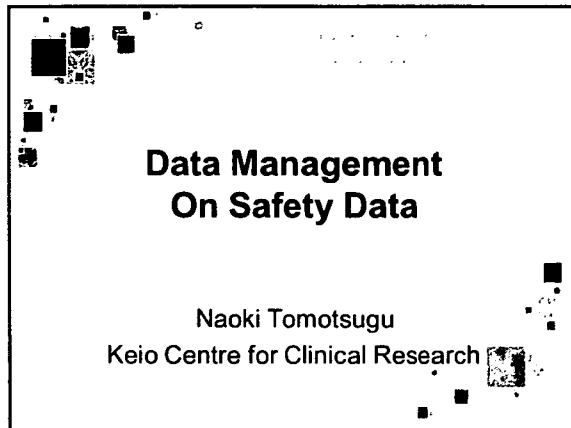 Data Management
On Safety Data
Naoki Tomotsugu
Keio Centre for Clinical Research